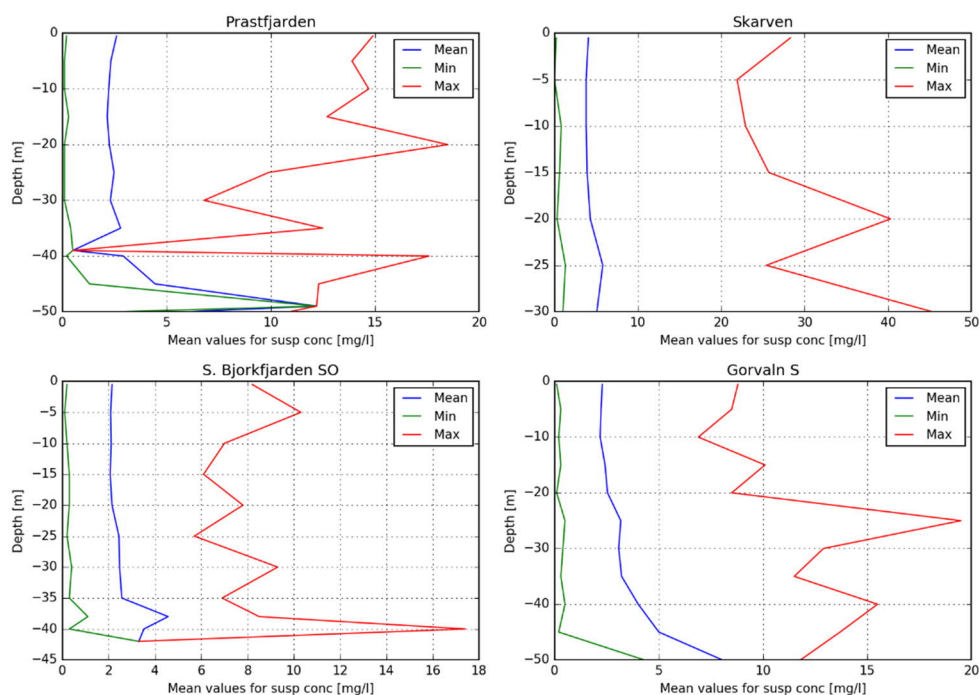 Prastfjarden
0
−10
−20
−30
−40
−50
Depth [m]
0 5 10 15 20
Mean values for susp conc [mg/l]
Mean
Min
Max
Skarven
0
−5
−10
−15
−20
−25
−30
Depth [m]
0 10 20 30 40 50
Mean values for susp conc [mg/l]
Mean
Min
Max
S. Bjorkfjarden SO
0
−5
−10
−15
−20
−25
−30
−35
−40
−45
Depth [m]
0 2 4 6 8 10 12 14 16 18
Mean values for susp conc [mg/l]
Mean
Min
Max
Gorvaln S
0
−10
−20
−30
−40
−50
Depth [m]
0 5 10 15 20
Mean values for susp conc [mg/l]
Mean
Min
Max